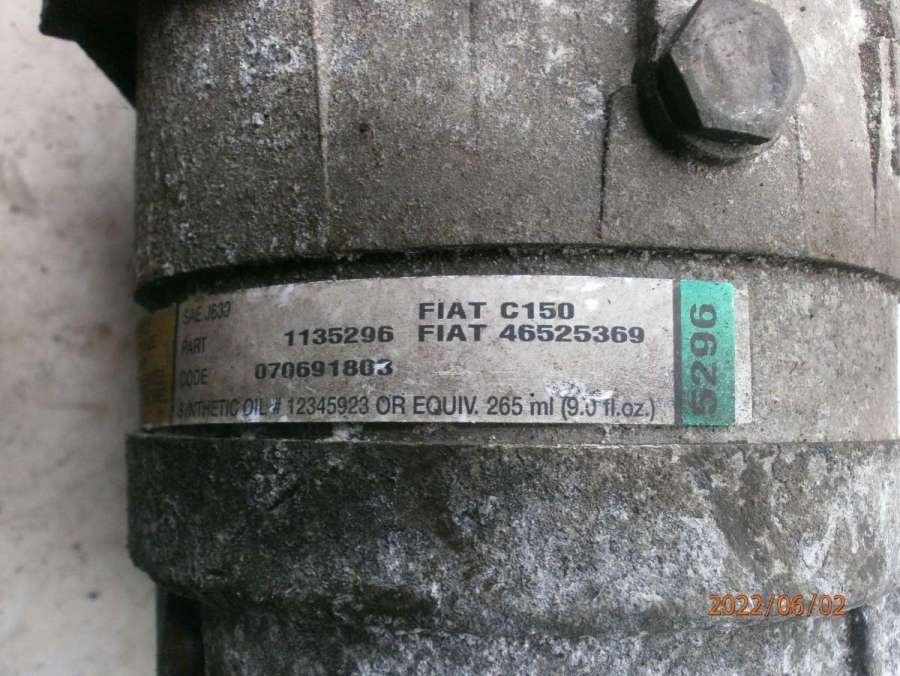 SAE J639 FIAT C150
PART 1135296 FIAT 46525369
CODE 070691803
SYNTHETIC OIL # 12345923 OR EQUIV. 265 ml (9.0 fl.oz.)
5296
2022/06/02